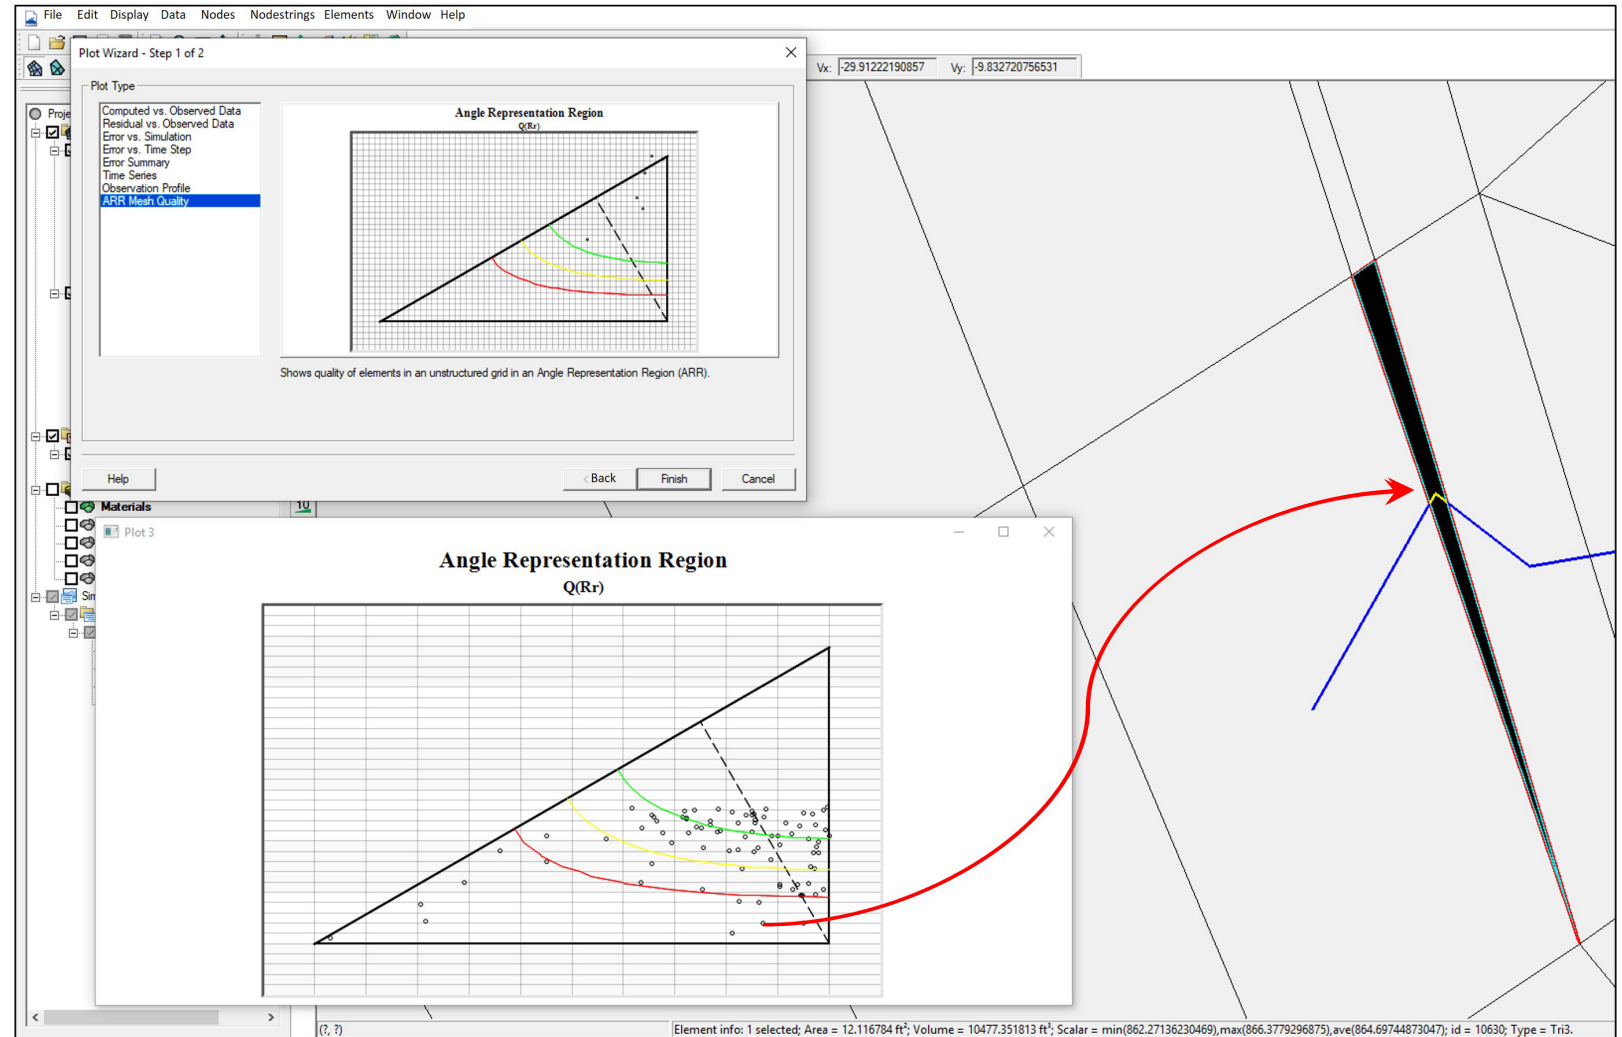 File Edit Display Data Nodes Nodestrings Elements Window Help
Plot Wizard - Step 1 of 2
Vx: -29.91222190857 Vy: -9.832720756531
Plot Type
Computed vs. Observed Data
Residual vs. Observed Data
Error vs. Simulation
Error vs. Time Step
Error Summary
Time Series
Observation Profile
ARR Mesh Quality
Angle Representation Region
Q(Rr)
Shows quality of elements in an unstructured grid in an Angle Representation Region (ARR).
Help
< Back
Finish
Cancel
Proje
Materials
10
Sin
Plot 3
Angle Representation Region
Q(Rr)
(?, ?)
Element info: 1 selected; Area = 12.116784 ft²; Volume = 10477.351813 ft³; Scalar = min(862.27136230469),max(866.3779296875),ave(864.69744873047); id = 10630; Type = Tri3.